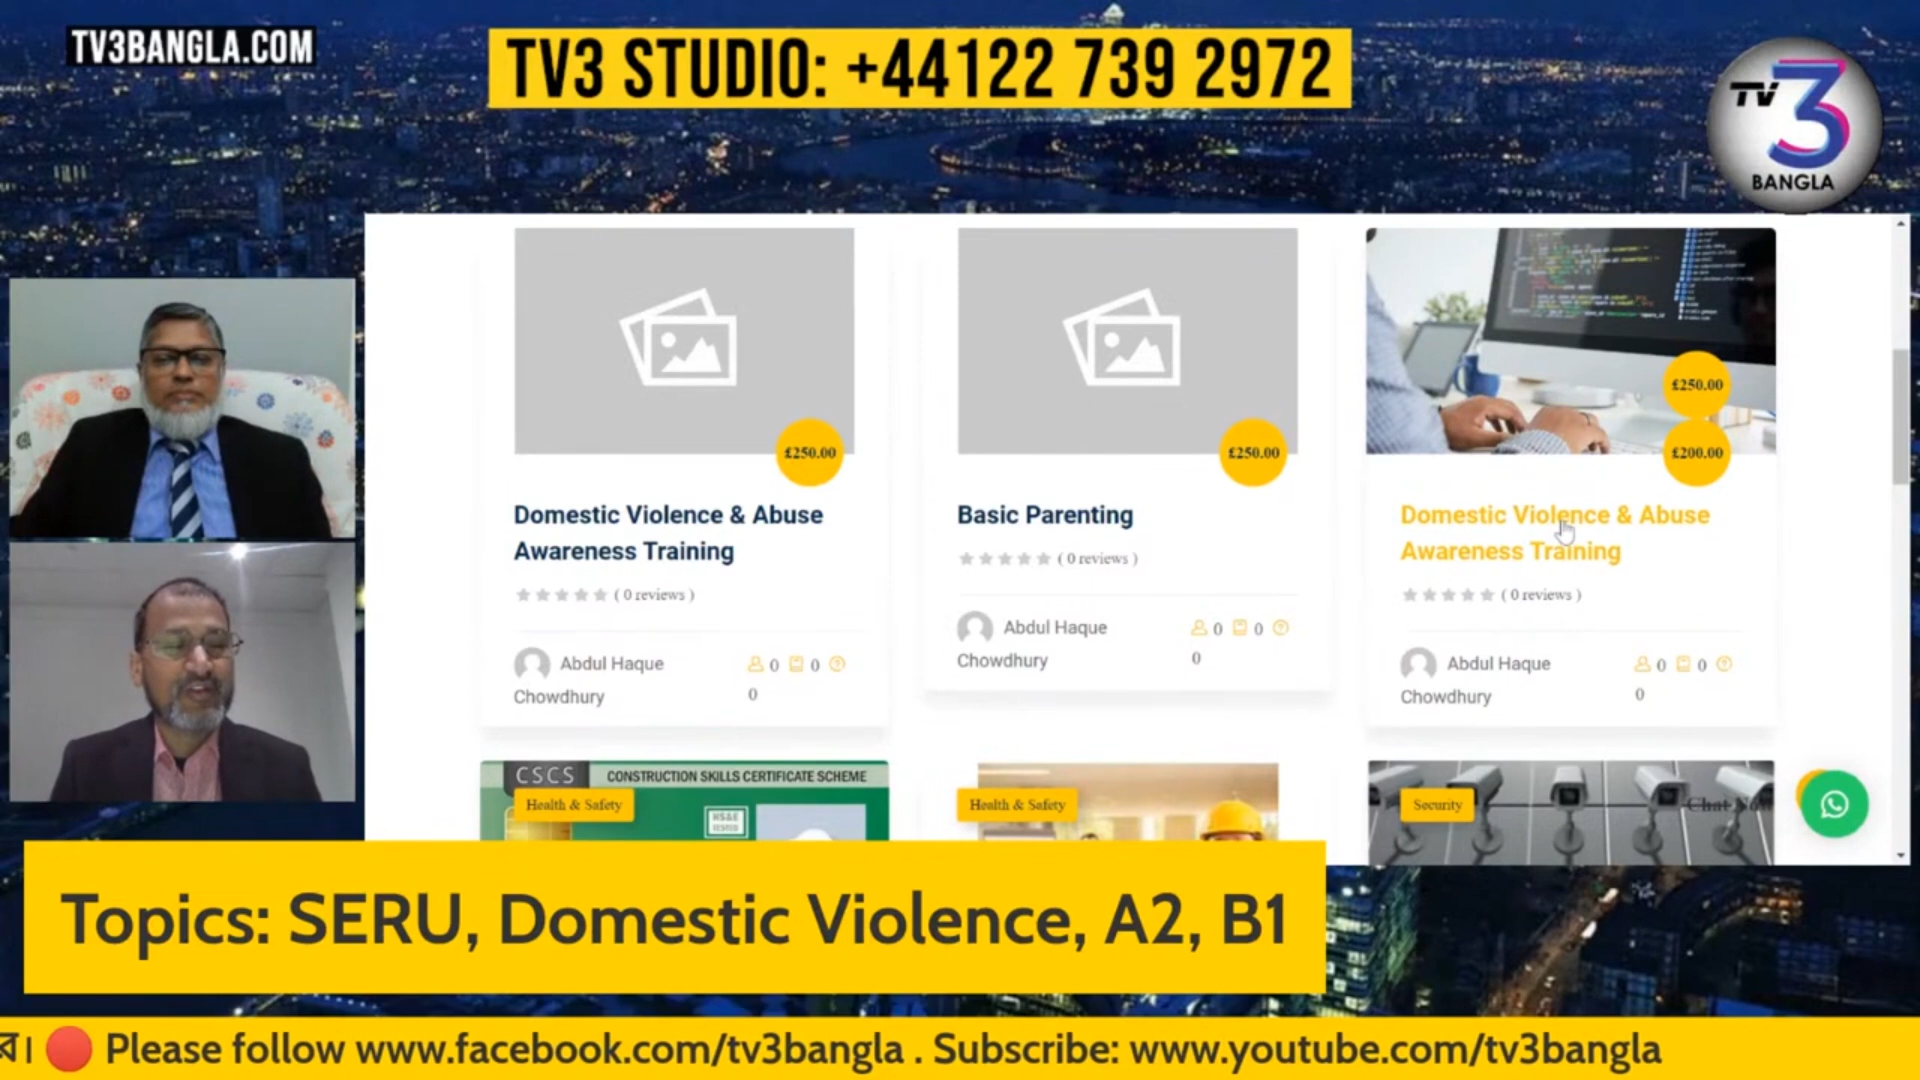 TV3BANGLA.COM
TV3 STUDIO: +44122 739 2972
TV3
BANGLA
£250.00
£250.00
£250.00
£200.00
Domestic Violence & Abuse
Awareness Training
( 0 reviews )
Abdul Haque
Chowdhury
0 0
0
Basic Parenting
( 0 reviews )
Abdul Haque
Chowdhury
0 0
0
Domestic Violence & Abuse
Awareness Training
( 0 reviews )
Abdul Haque
Chowdhury
0 0
0
CSCS CONSTRUCTION SKILLS CERTIFICATE SCHEME
Health & Safety
HS&E
TESTED
Health & Safety
Security
Topics: SERU, Domestic Violence, A2, B1
Please follow www.facebook.com/tv3bangla . Subscribe: www.youtube.com/tv3bangla